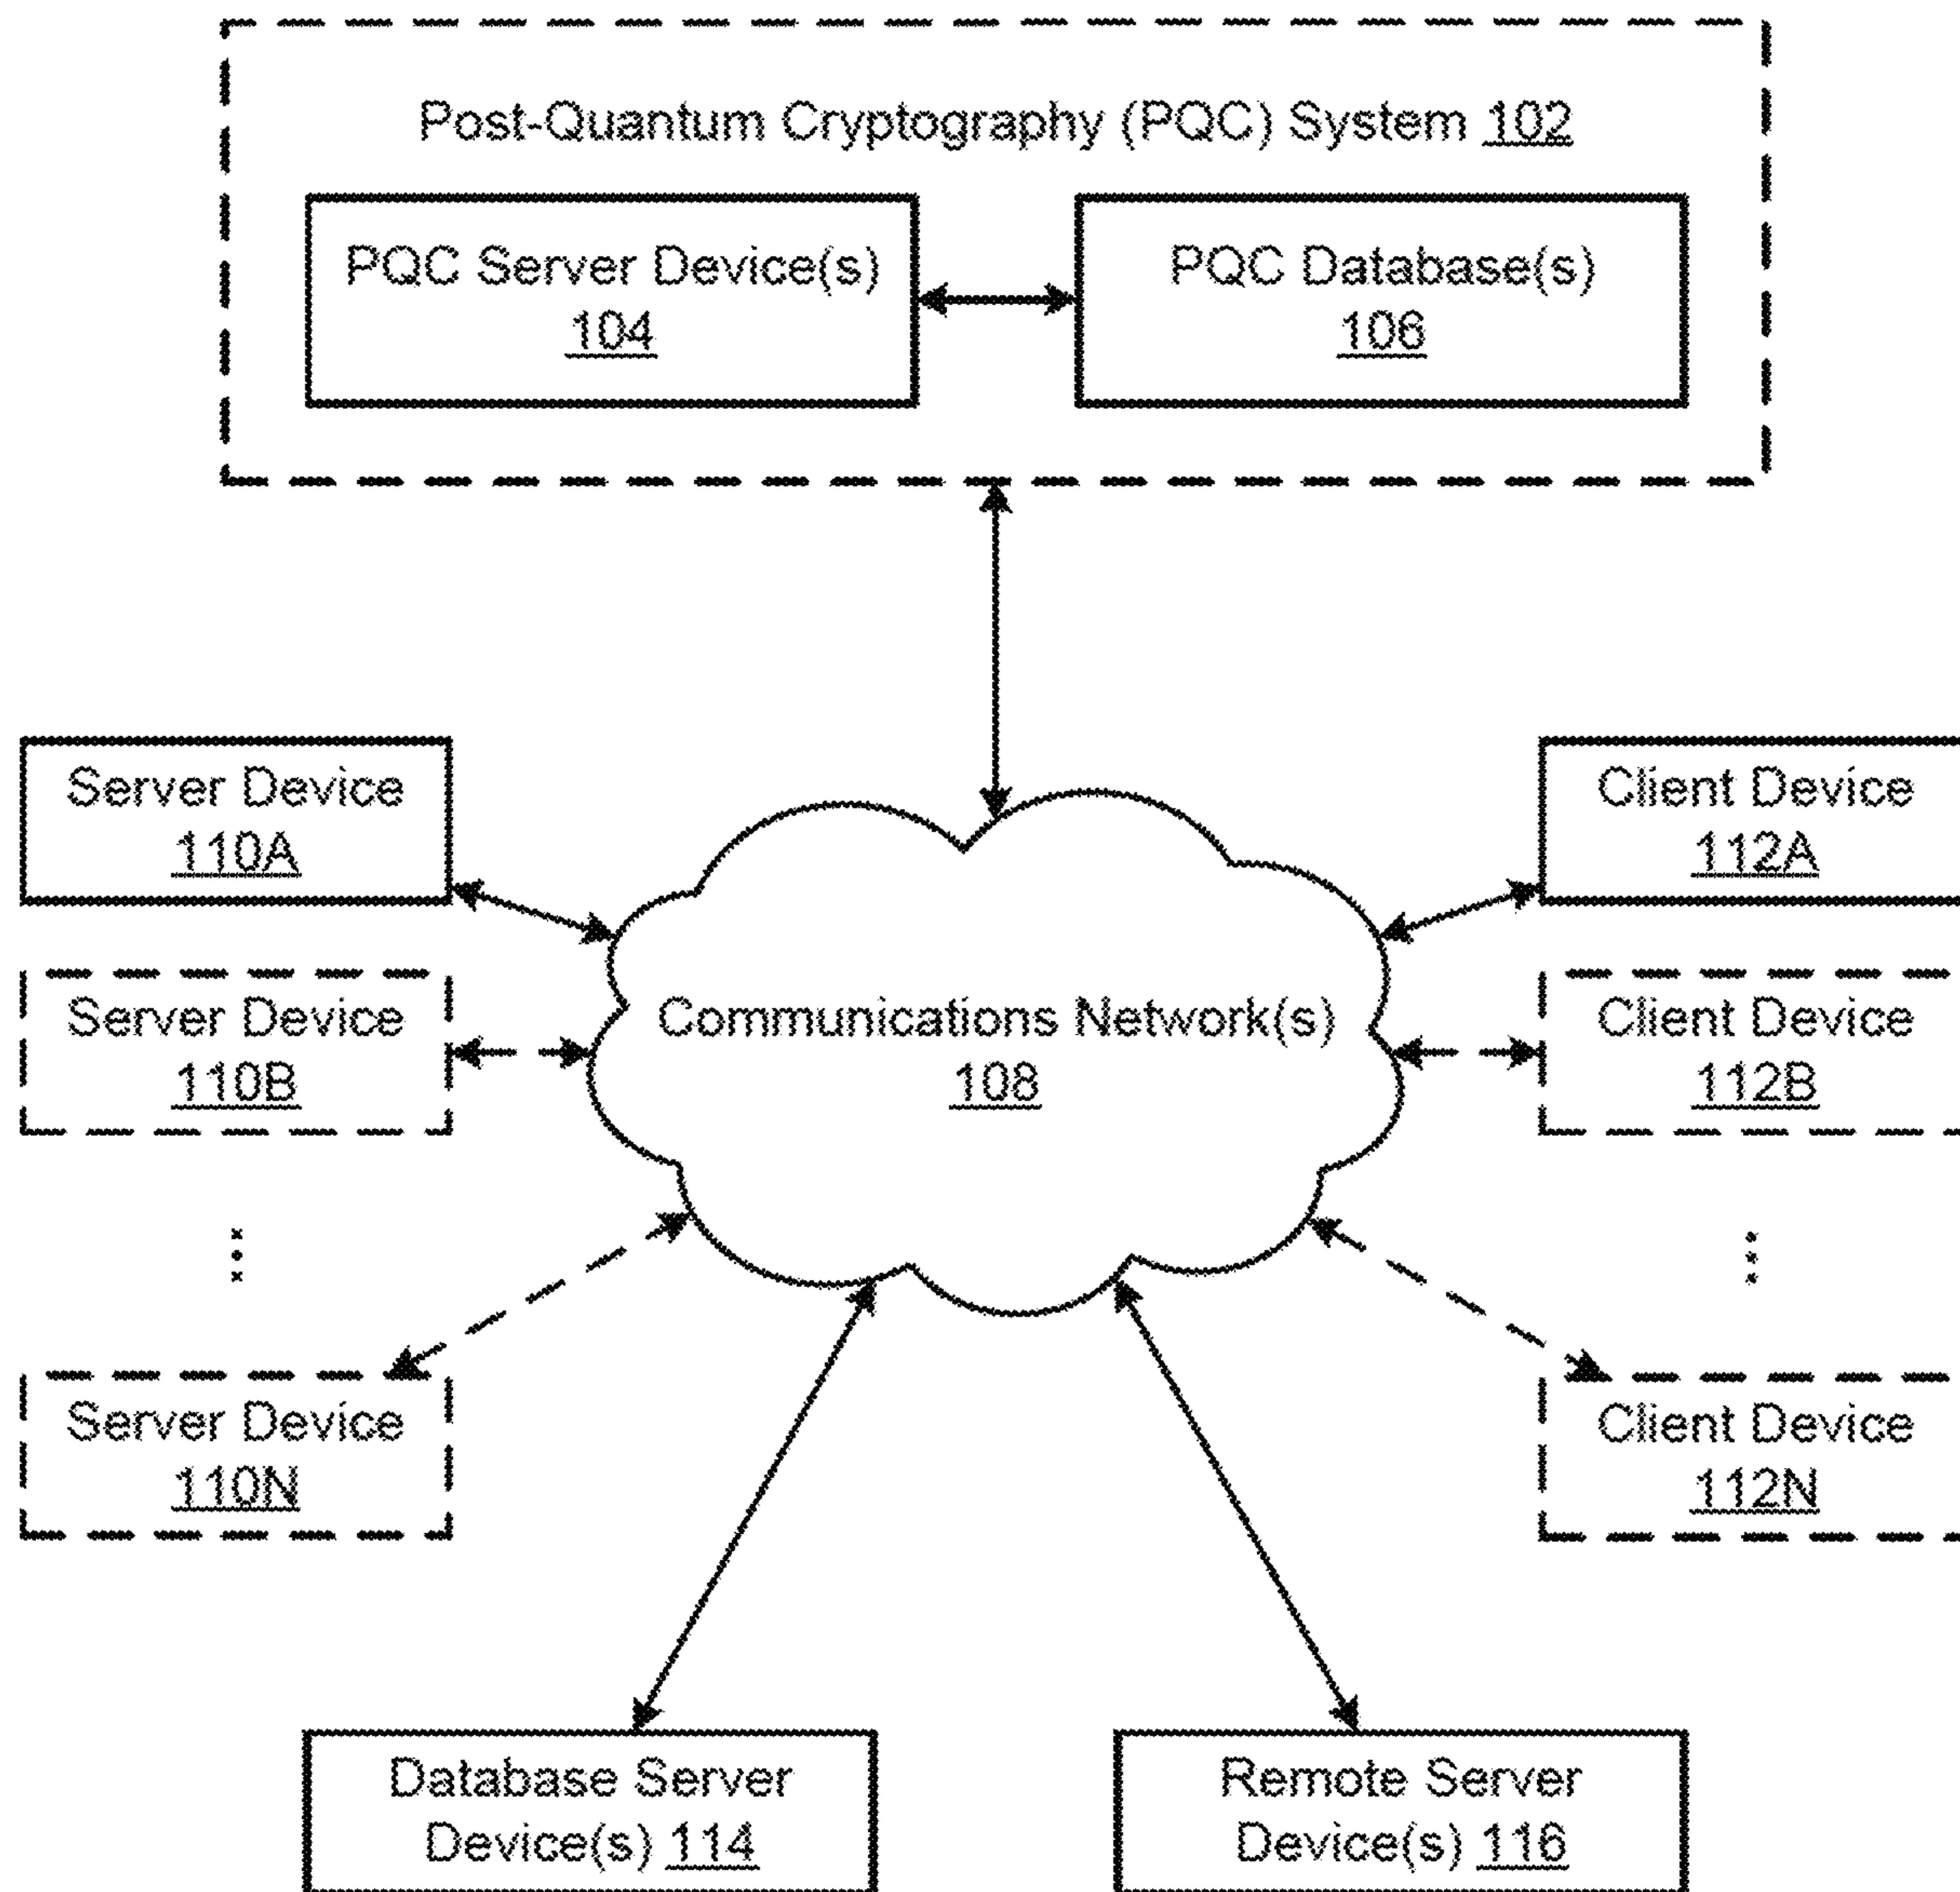 Post-Quantum Cryptography (PQC) System 102
PQC Server Device(s)
104
PQC Database(s)
106
Server Device
110A
Client Device
112A
Communications Network(s)
108
Server Device
110B
Client Device
112B
Server Device
110N
Client Device
112N
Database Server
Device(s) 114
Remote Server
Device(s) 116